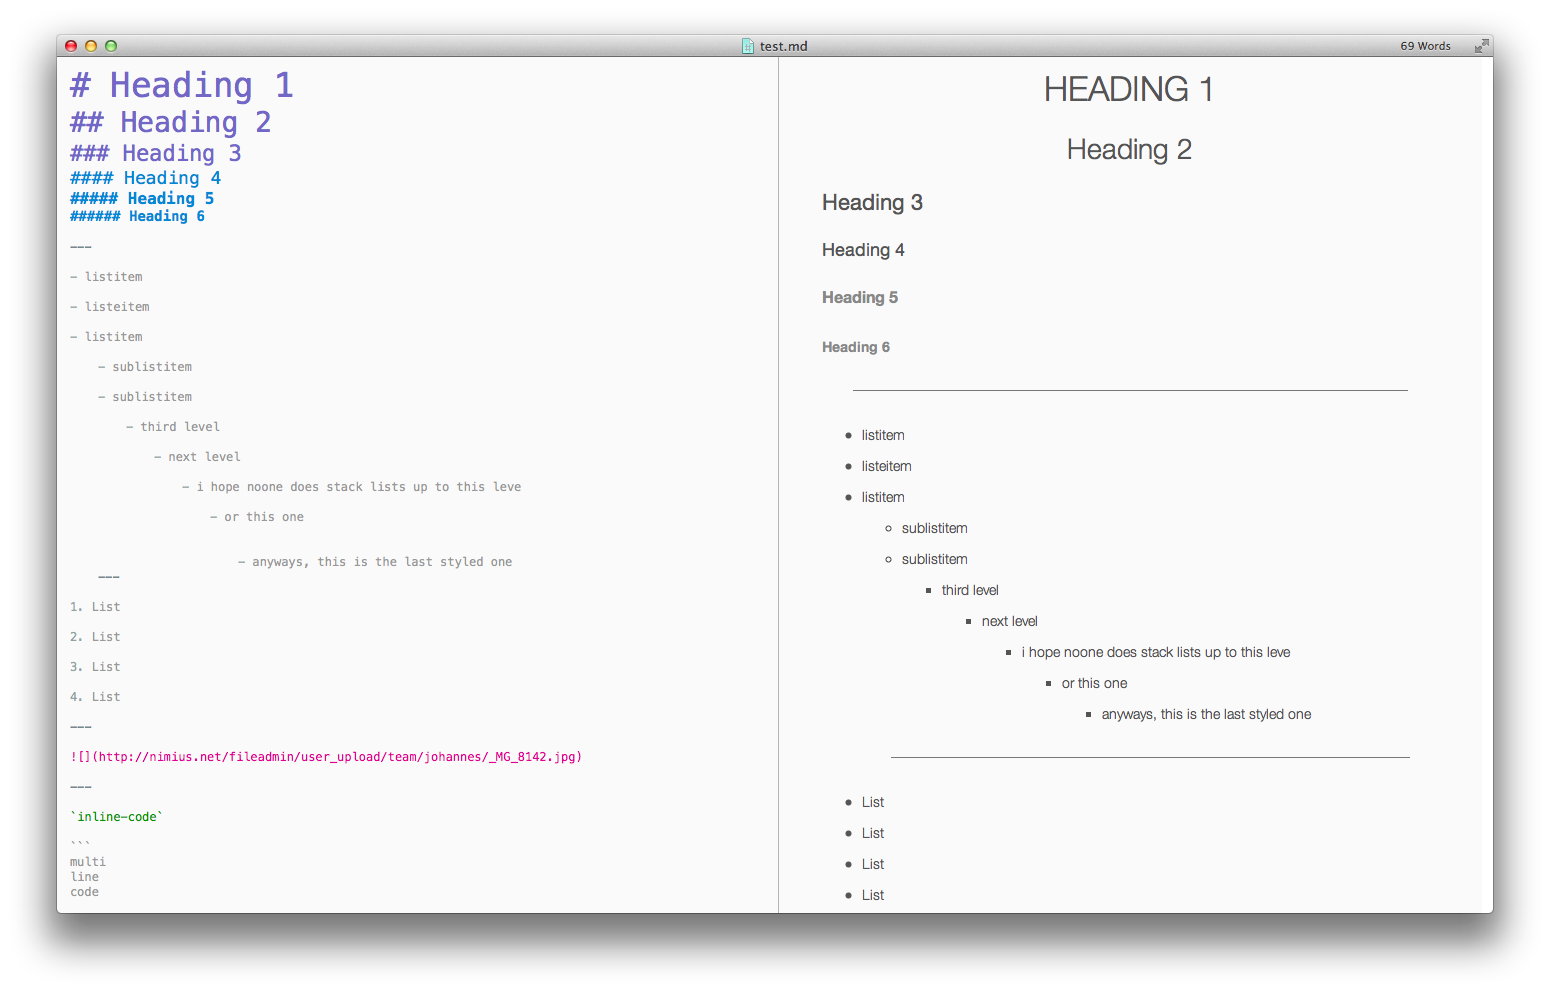 test.md
69 Words
# Heading 1
## Heading 2
### Heading 3
#### Heading 4
##### Heading 5
###### Heading 6
---
- listitem
- listeitem
- listitem
- sublistitem
- sublistitem
- third level
- next level
- i hope noone does stack lists up to this leve
- or this one
- anyways, this is the last styled one
---
1. List
2. List
3. List
4. List
---
![](http://nimius.net/fileadmin/user_upload/team/johannes/_MG_8142.jpg)
---
`inline-code`
```
multi
line
code
HEADING 1
Heading 2
Heading 3
Heading 4
Heading 5
Heading 6
• listitem
• listeitem
• listitem
◦ sublistitem
◦ sublistitem
▪ third level
▪ next level
▪ i hope noone does stack lists up to this leve
▪ or this one
▪ anyways, this is the last styled one
• List
• List
• List
• List